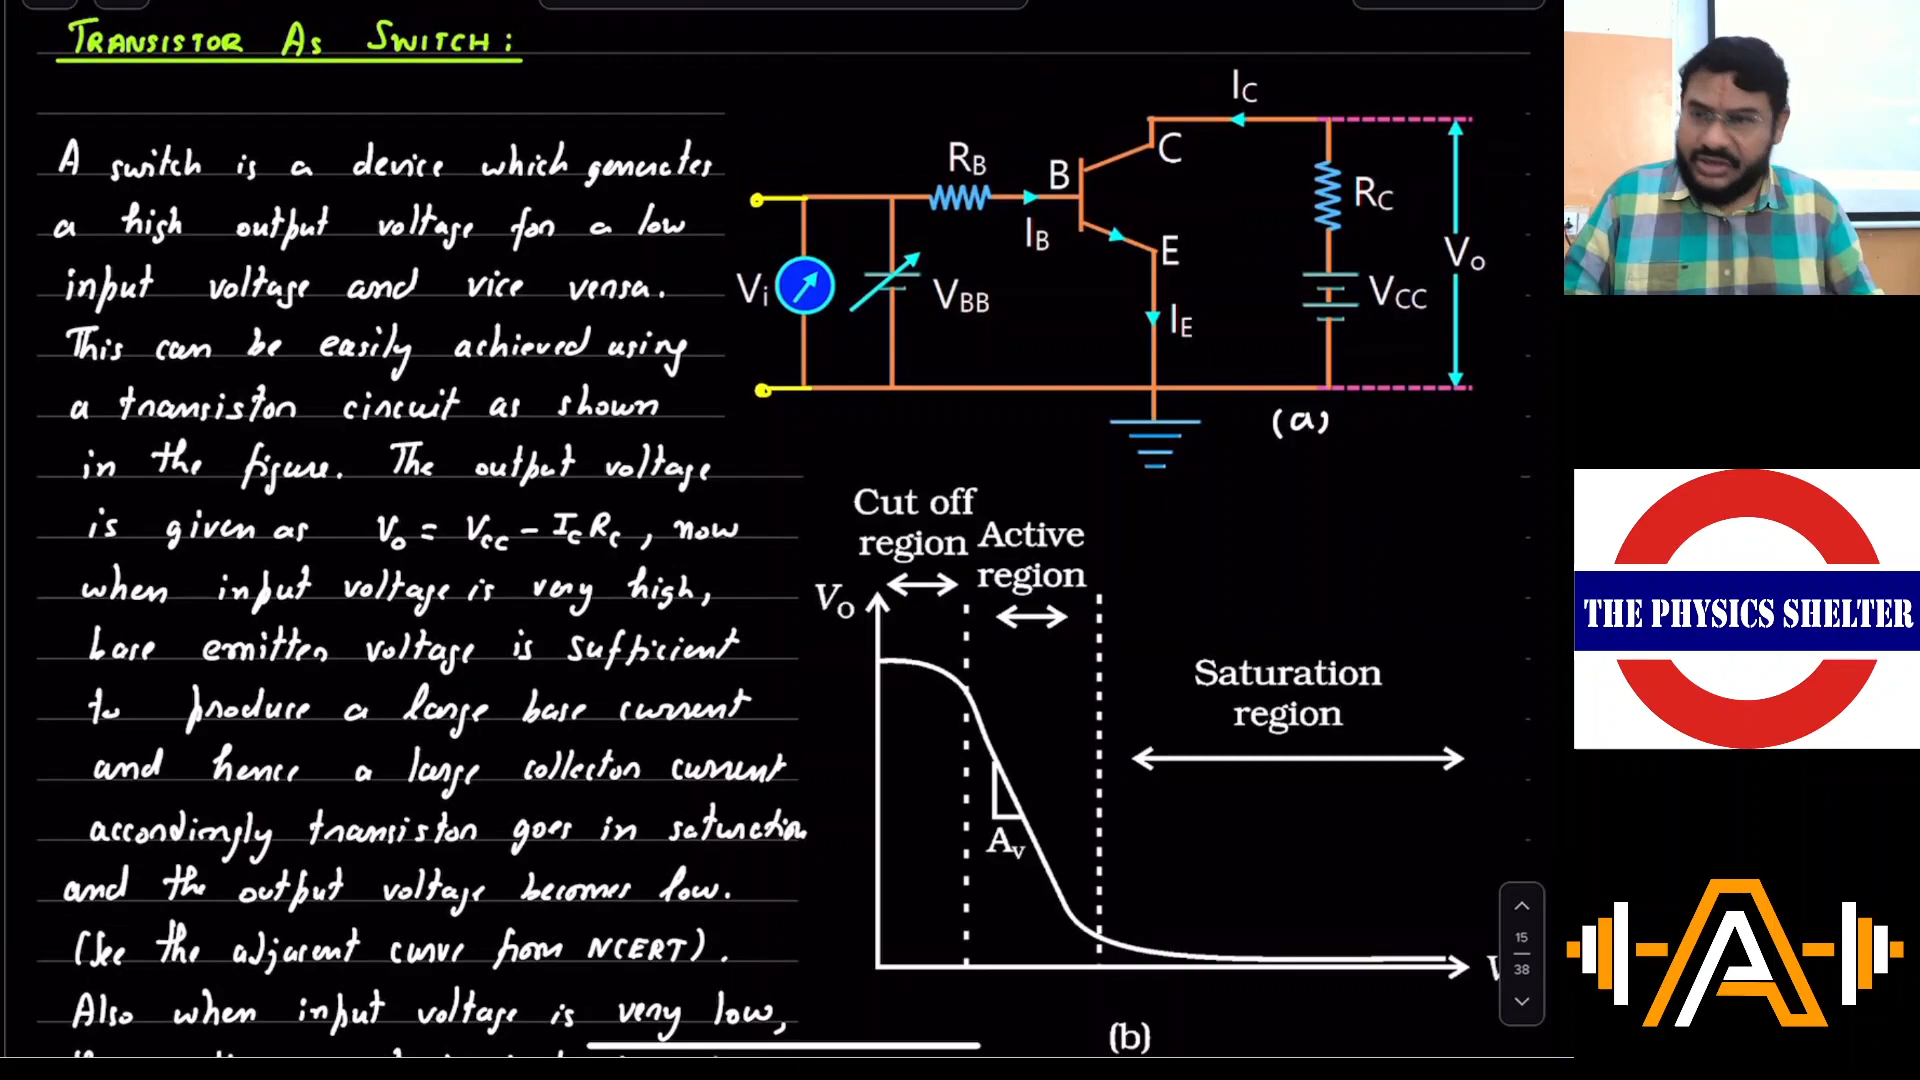 TRANSISTOR AS SWITCH:
A switch is a device which generates
a high output voltage for a low
input voltage and vice versa.
This can be easily achieved using
a transistor circuit as shown
in the figure. The output voltage
is given as V₀ = Vcc - IcRc, now
when input voltage is very high,
base emitter voltage is sufficient
to produce a large base current
and hence a large collector current
accordingly transistor goes in saturation
and the output voltage becomes low.
(See the adjacent curve from NCERT).
Also when input voltage is very low,
IC
C
RB
B
RC
IB
E
Vo
Vi
VBB
VCC
IE
(a)
Cut off
region
Active
region
VO
Saturation
region
Av
(b)
15
38
THE PHYSICS SHELTER
A